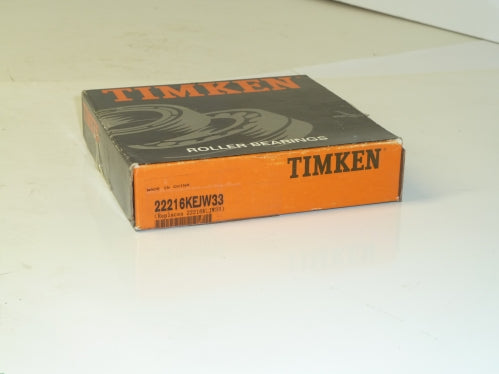 TIMKEN
ROLLER BEARINGS
TIMKEN
MADE IN CHINA
22216KEJW33